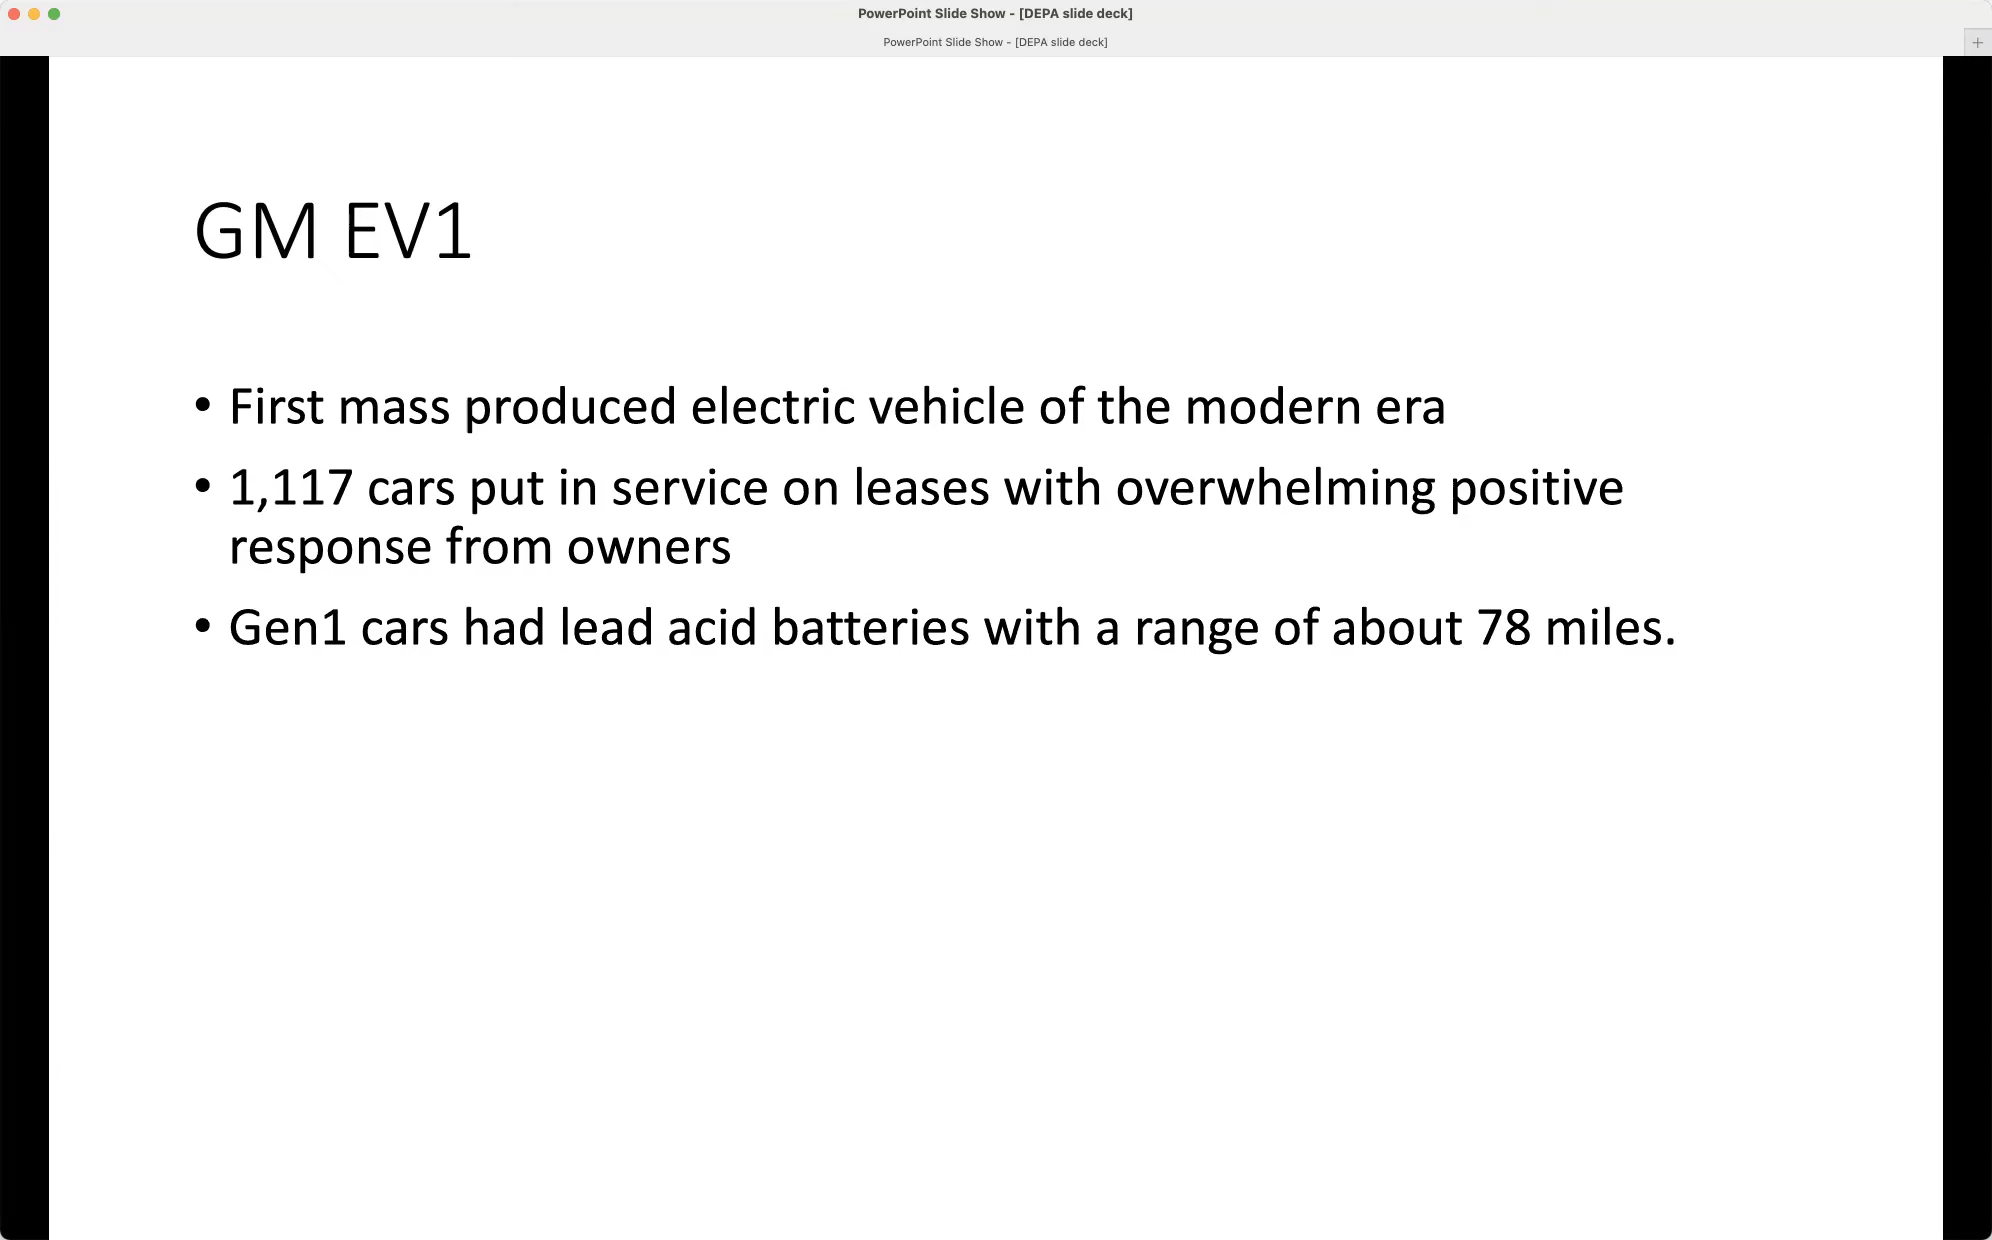 PowerPoint Slide Show - [DEPA slide deck]
PowerPoint Slide Show - [DEPA slide deck]
+
GM EV1
• First mass produced electric vehicle of the modern era
• 1,117 cars put in service on leases with overwhelming positive
response from owners
• Gen1 cars had lead acid batteries with a range of about 78 miles.